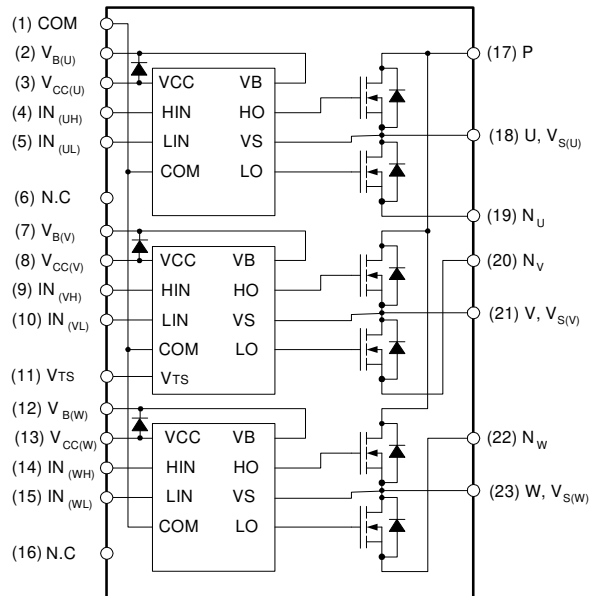 (1) COM
(2) V_B(U)
(3) V_CC(U)
(4) IN_(UH)
(5) IN_(UL)
(6) N.C
(7) V_B(V)
(8) V_CC(V)
(9) IN_(VH)
(10) IN_(VL)
(11) VTS
(12) V_B(W)
(13) V_CC(W)
(14) IN_(WH)
(15) IN_(WL)
(16) N.C
VCC VB
HIN HO
LIN VS
COM LO
VCC VB
HIN HO
LIN VS
COM LO
VTS
VCC VB
HIN HO
LIN VS
COM LO
(17) P
(18) U, V_S(U)
(19) N_U
(20) N_V
(21) V, V_S(V)
(22) N_W
(23) W, V_S(W)